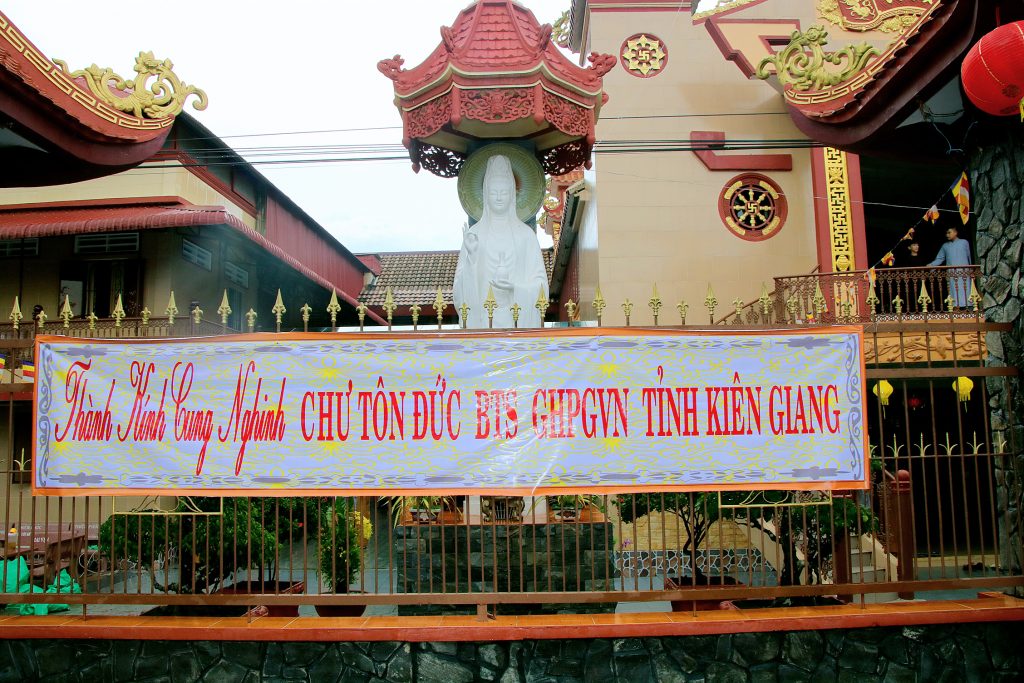 Thành Kính Cung Nghinh CHƯ TÔN ĐỨC BTS GHPGVN TỈNH KIÊN GIANG